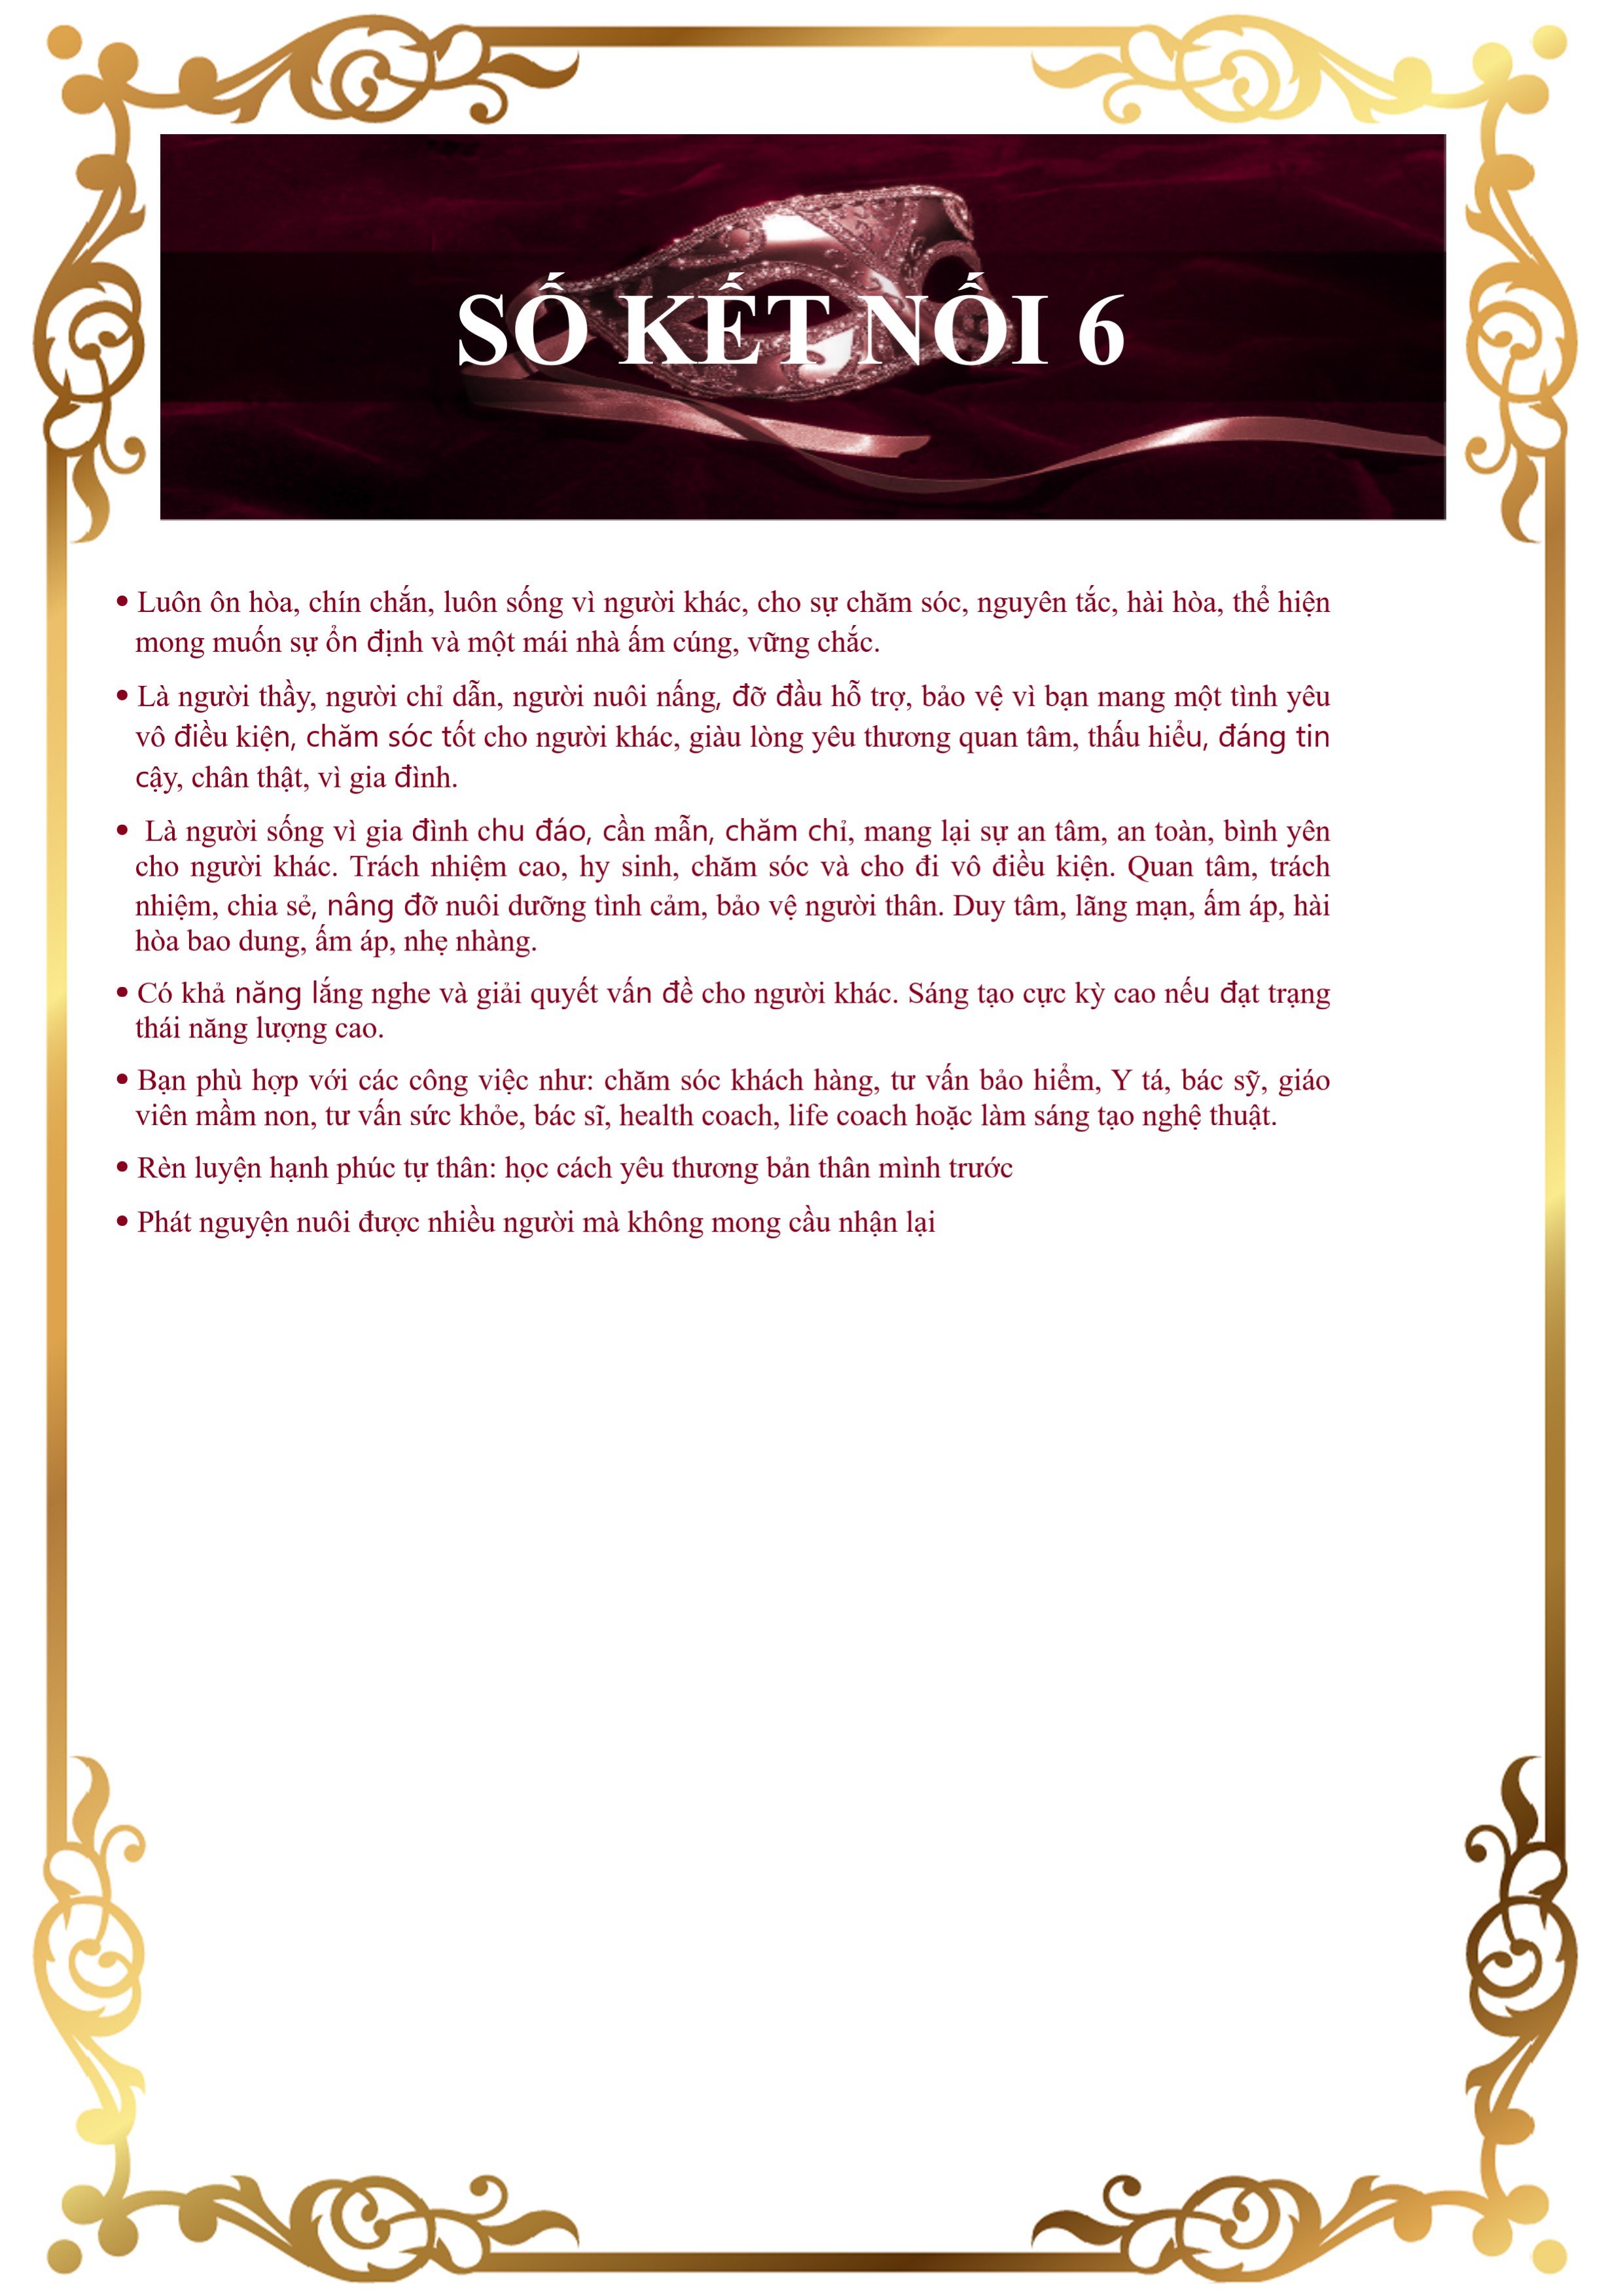 SỐ KẾT NỐI 6
• Luôn ôn hòa, chín chắn, luôn sống vì người khác, cho sự chăm sóc, nguyên tắc, hài hòa, thể hiện
mong muốn sự ổn định và một mái nhà ấm cúng, vững chắc.
• Là người thầy, người chỉ dẫn, người nuôi nấng, đỡ đầu hỗ trợ, bảo vệ vì bạn mang một tình yêu
vô điều kiện, chăm sóc tốt cho người khác, giàu lòng yêu thương quan tâm, thấu hiểu, đáng tin
cậy, chân thật, vì gia đình.
• Là người sống vì gia đình chu đáo, cần mẫn, chăm chỉ, mang lại sự an tâm, an toàn, bình yên
cho người khác. Trách nhiệm cao, hy sinh, chăm sóc và cho đi vô điều kiện. Quan tâm, trách
nhiệm, chia sẻ, nâng đỡ nuôi dưỡng tình cảm, bảo vệ người thân. Duy tâm, lãng mạn, ấm áp, hài
hòa bao dung, ấm áp, nhẹ nhàng.
• Có khả năng lắng nghe và giải quyết vấn đề cho người khác. Sáng tạo cực kỳ cao nếu đạt trạng
thái năng lượng cao.
• Bạn phù hợp với các công việc như: chăm sóc khách hàng, tư vấn bảo hiểm, Y tá, bác sỹ, giáo
viên mầm non, tư vấn sức khỏe, bác sĩ, health coach, life coach hoặc làm sáng tạo nghệ thuật.
• Rèn luyện hạnh phúc tự thân: học cách yêu thương bản thân mình trước
• Phát nguyện nuôi được nhiều người mà không mong cầu nhận lại